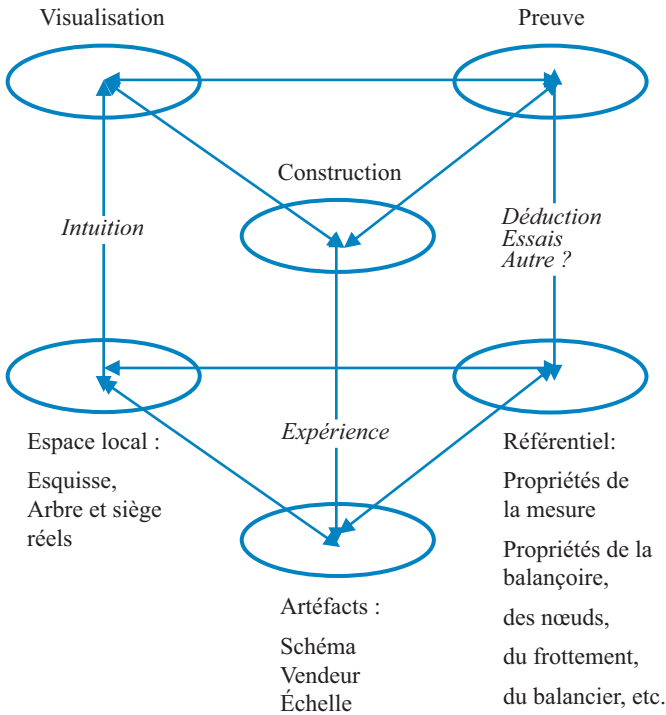 Visualisation
Preuve
Construction
Intuition
Déduction
Essais
Autre ?
Expérience
Espace local :
Esquisse,
Arbre et siège
réels
Référentiel:
Propriétés de
la mesure
Propriétés de la
balançoire,
des nœuds,
du frottement,
du balancier, etc.
Artéfacts :
Schéma
Vendeur
Échelle